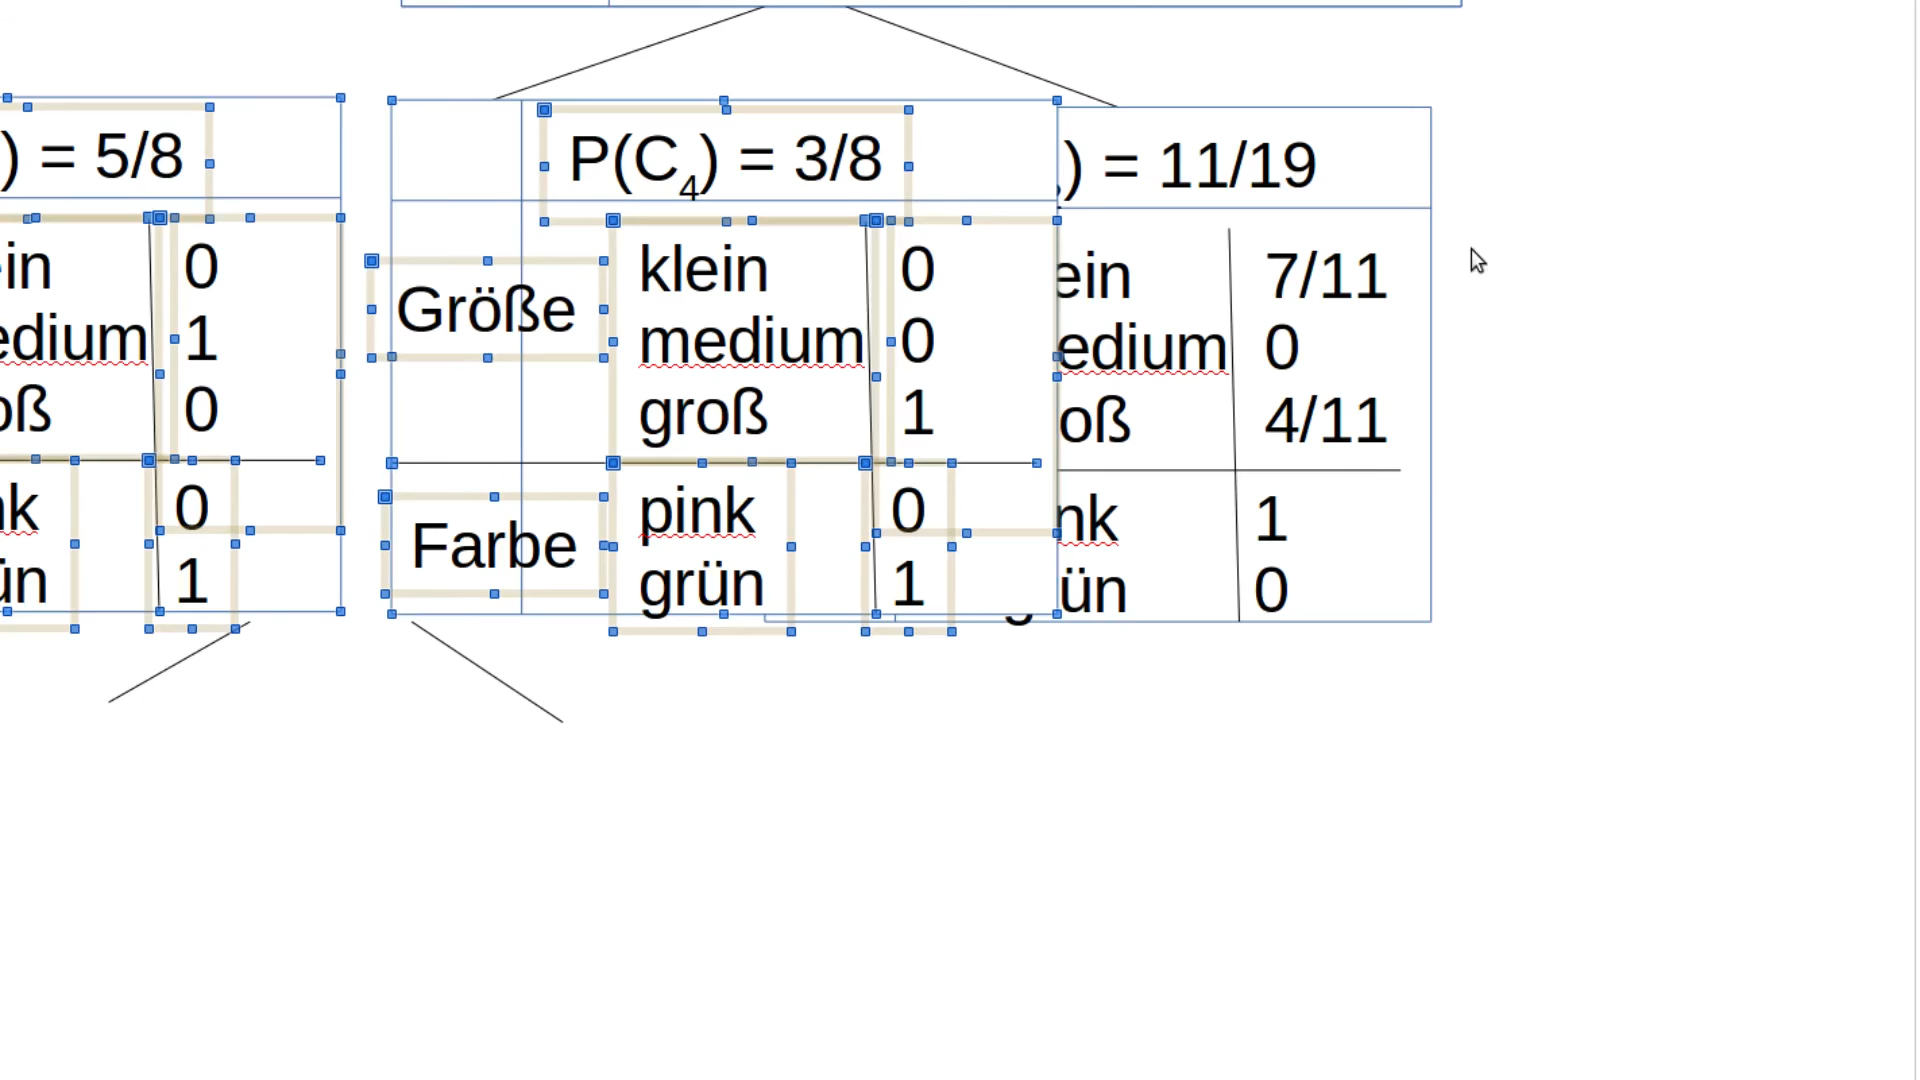 ) = 5/8
P(C4) = 3/8
) = 11/19
ein 0
edium 1
oß 0
nk 0
ün 1
Größe
klein 0
medium 0
groß 1
Farbe
pink 0
grün 1
ein 7/11
edium 0
oß 4/11
nk 1
ün 0